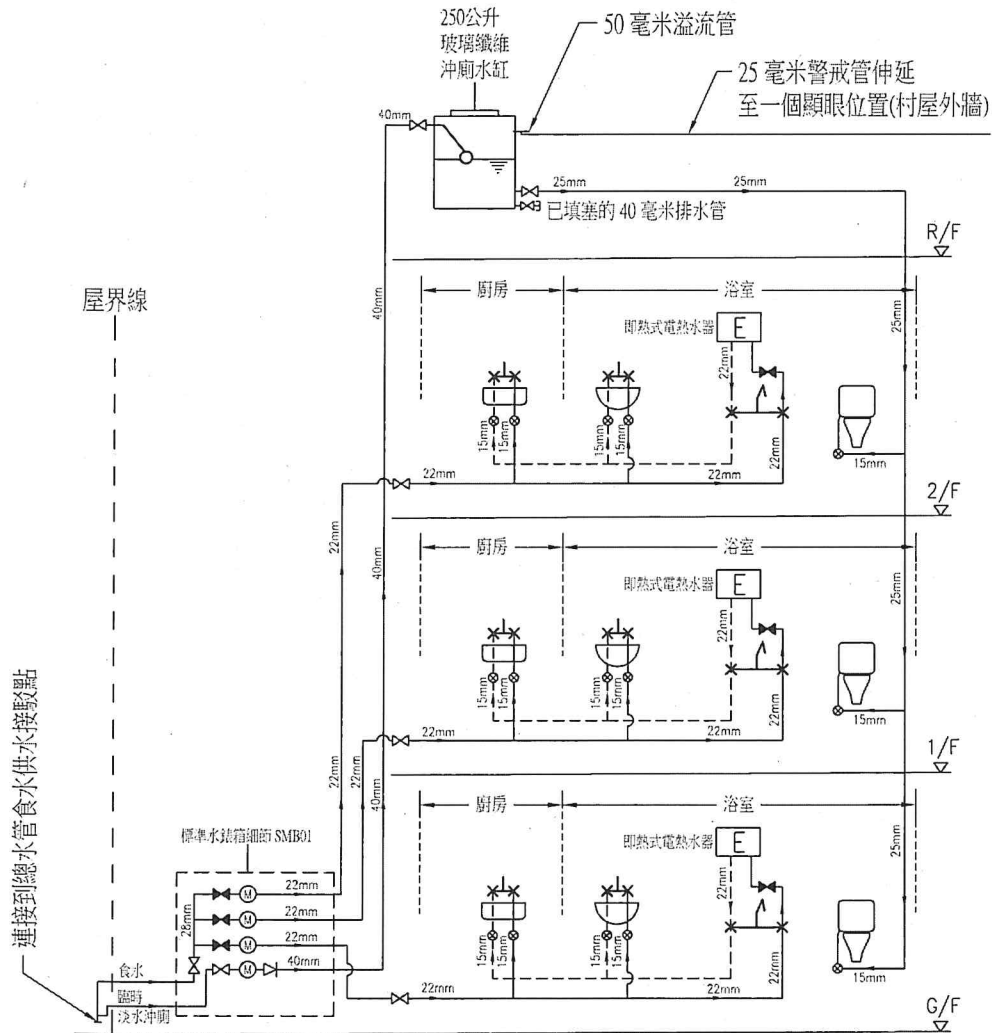 250公升
玻璃纖維
沖廁水缸
50 毫米溢流管
25 毫米警戒管伸延
至一個顯眼位置(村屋外牆)
40mm
25mm
25mm
已填塞的 40 毫米排水管
R/F
屋界線
40mm
廚房
浴室
即熱式電熱水器
E
22mm
25mm
15mm
15mm
15mm
15mm
22mm
15mm
22mm
22mm
2/F
22mm
40mm
廚房
浴室
即熱式電熱水器
E
22mm
25mm
15mm
15mm
15mm
15mm
22mm
15mm
22mm
22mm
1/F
22mm
22mm
40mm
廚房
浴室
標準水錶箱細節 SMB01
即熱式電熱水器
E
22mm
25mm
M
22mm
M
22mm
M
22mm
28mm
M
40mm
15mm
15mm
15mm
15mm
22mm
15mm
22mm
22mm
連接到總水管食水供水接駁點
食水
臨時
淡水沖廁
G/F